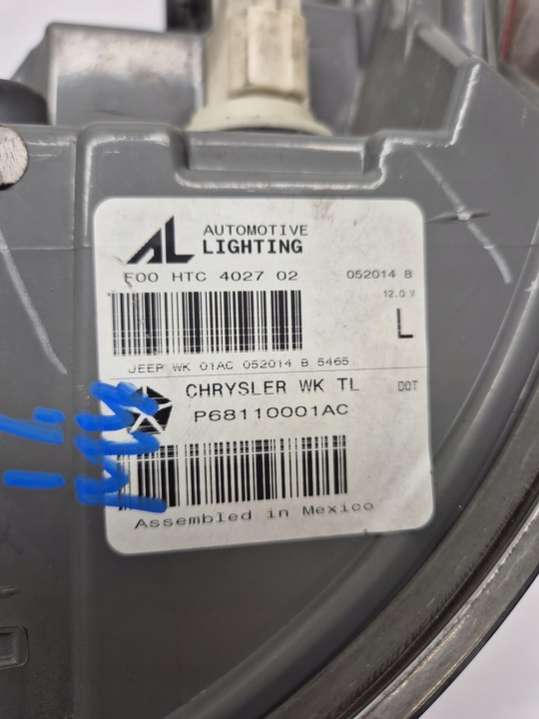 AL AUTOMOTIVE
LIGHTING
F00 HTC 4027 02 052014 B
12.0 V
L
JEEP WK 01AC 052014 B 5465
CHRYSLER WK TL DOT
P68110001AC
Assembled in Mexico